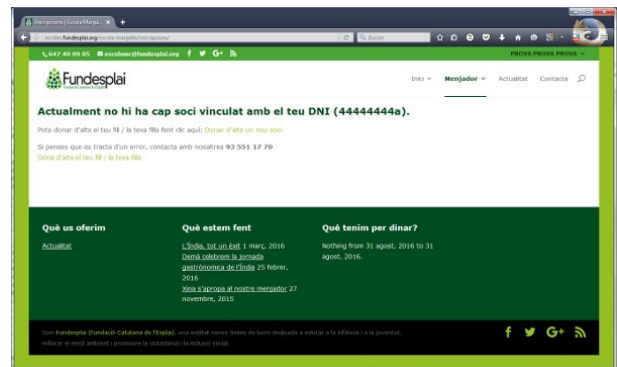 Inscripcions | Escola Marga...
escoles.fundesplai.org/escola-margallo/inscripcions/
Buscar
647 40 09 05 escolamc@fundesplai.org
PROVA PROVA PROVA
Fundesplai
Inici Menjador Actualitat Contacta
Actualment no hi ha cap soci vinculat amb el teu DNI (44444444a).
Pots donar d'alta el teu fill / la teva filla fent clic aquí: Donar d'alta un nou soci
Si penses que es tracta d'un error, contacta amb nosaltres 93 551 17 70
Dóna d'alta el teu fill / la teva filla
Què us oferim
Actualitat
Què estem fent
L'Índia, tot un èxit 1 març, 2016
Demà celebrem la jornada
gastrònomica de l'Índia 25 febrer,
2016
Xina s'apropa al nostre menjador 27
novembre, 2015
Qué tenim per dinar?
Nothing from 31 agost, 2016 to 31
agost, 2016.
Som Fundesplai (Fundació Catalana de l'Esplai), una entitat sense ànims de lucre dedicada a educar a la infància i a la joventut,
millorar el medi ambient i promoure la ciutadania i la inclusió social